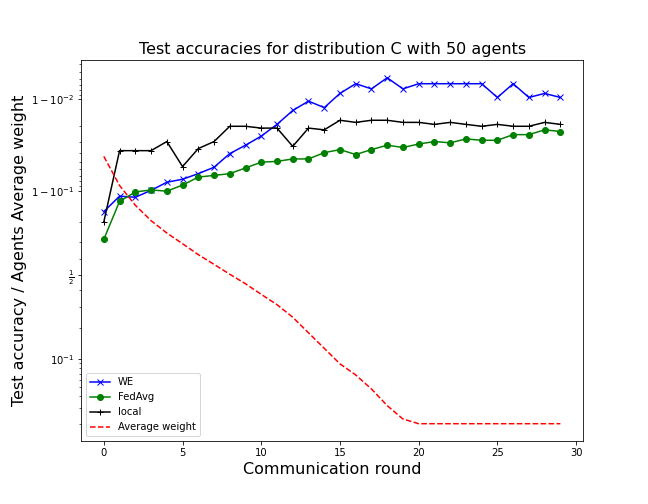 Test accuracies for distribution C with 50 agents
Test accuracy / Agents Average weight
1 − 10⁻²
1 − 10⁻¹
1/2
10⁻¹
WE
FedAvg
local
Average weight
0 5 10 15 20 25 30
Communication round